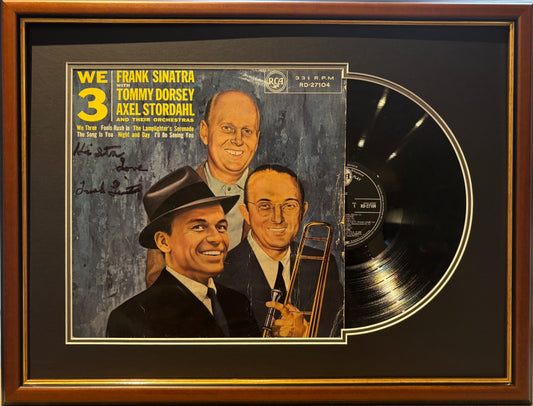 WE
3
FRANK SINATRA
WITH
TOMMY DORSEY
AXEL STORDAHL
AND THEIR ORCHESTRAS
We Three Fools Rush In The Lamplighter's Serenade
The Song Is You Night and Day I'll Be Seeing You
RCA
33⅓ R.P.M
RD-27104
Love
Frank Sinatra
RD-27104